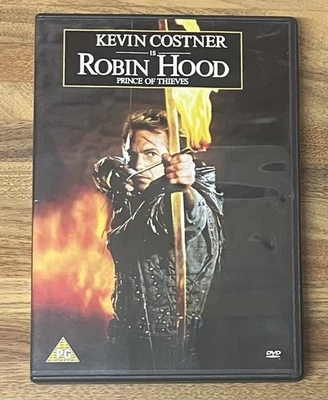 KEVIN COSTNER
IS
ROBIN HOOD
PRINCE OF THIEVES
PG
DVD